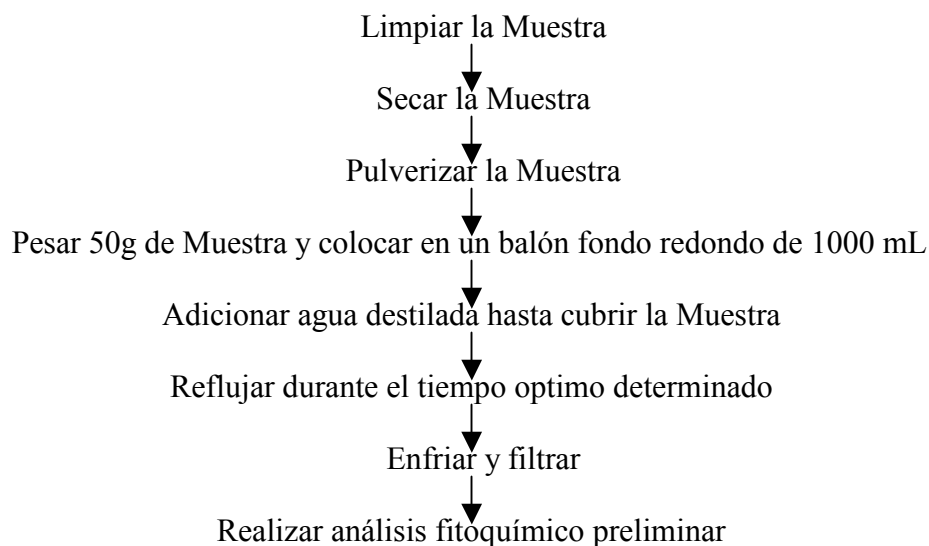 Limpiar la Muestra
Secar la Muestra
Pulverizar la Muestra
Pesar 50g de Muestra y colocar en un balón fondo redondo de 1000 mL
Adicionar agua destilada hasta cubrir la Muestra
Reflujar durante el tiempo optimo determinado
Enfriar y filtrar
Realizar análisis fitoquímico preliminar